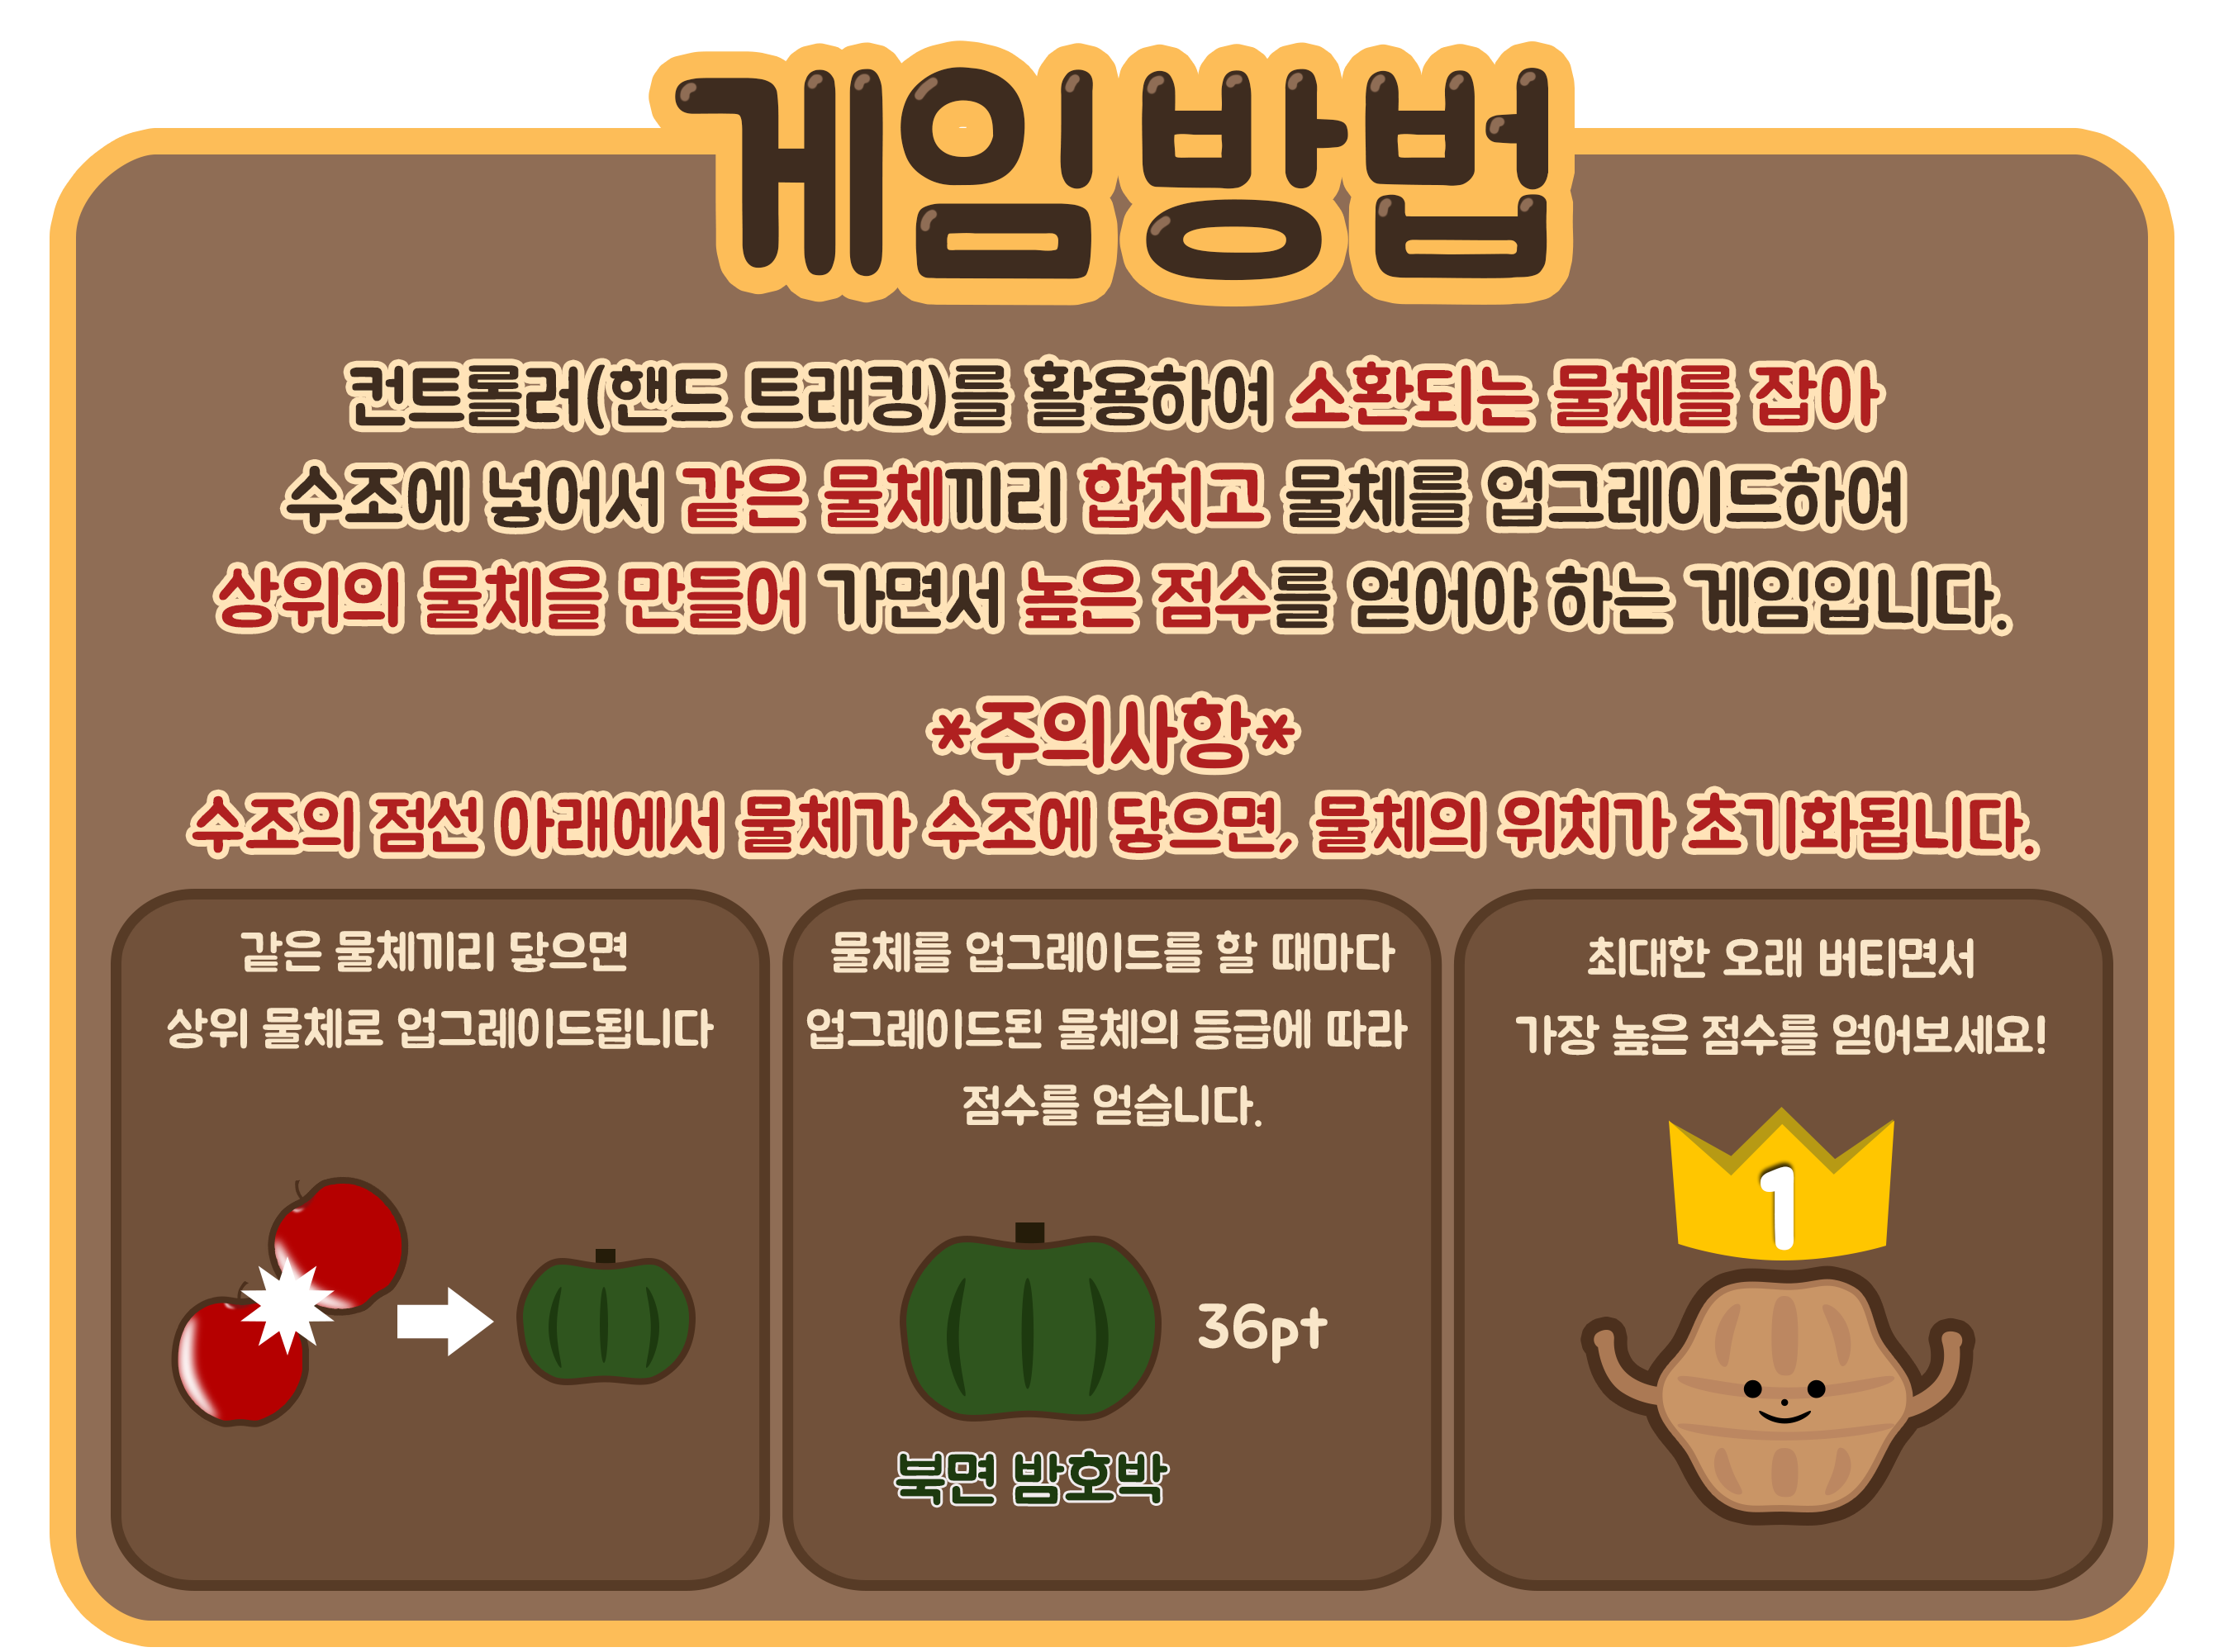 게임방법
컨트롤러(핸드 트래킹)를 활용하여 소환되는 물체를 잡아
수조에 넣어서 같은 물체끼리 합치고 물체를 업그레이드하여
상위의 물체을 만들어 가면서 높은 점수를 얻어야 하는 게임입니다.
*주의사항*
수조의 점선 아래에서 물체가 수조에 닿으면, 물체의 위치가 초기화됩니다.
같은 물체끼리 닿으면
상위 물체로 업그레이드됩니다
물체를 업그레이드를 할 때마다
업그레이드된 물체의 등급에 따라
점수를 얻습니다.
36pt
북면 밤호박
최대한 오래 버티면서
가장 높은 점수를 얻어보세요!
1